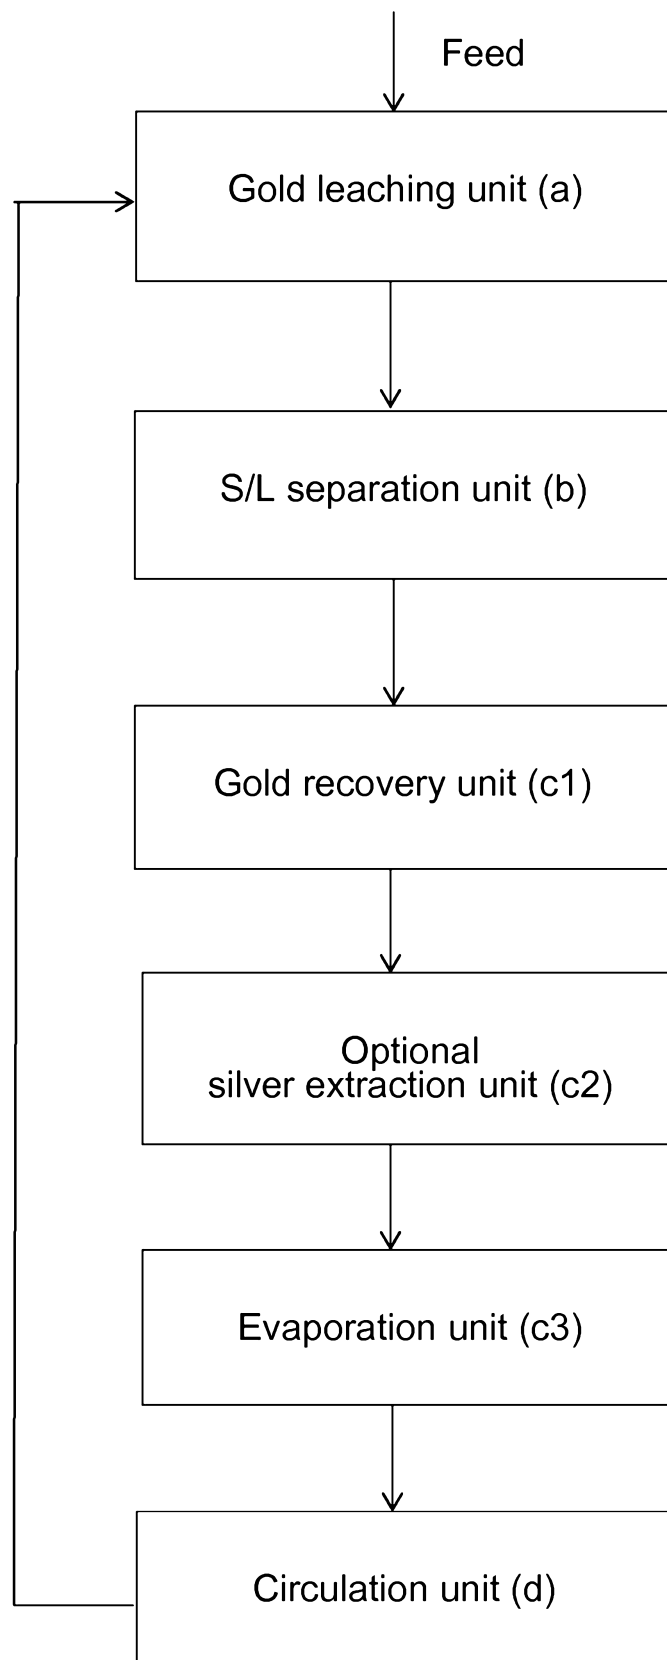 Feed
Gold leaching unit (a)
S/L separation unit (b)
Gold recovery unit (c1)
Optional
silver extraction unit (c2)
Evaporation unit (c3)
Circulation unit (d)